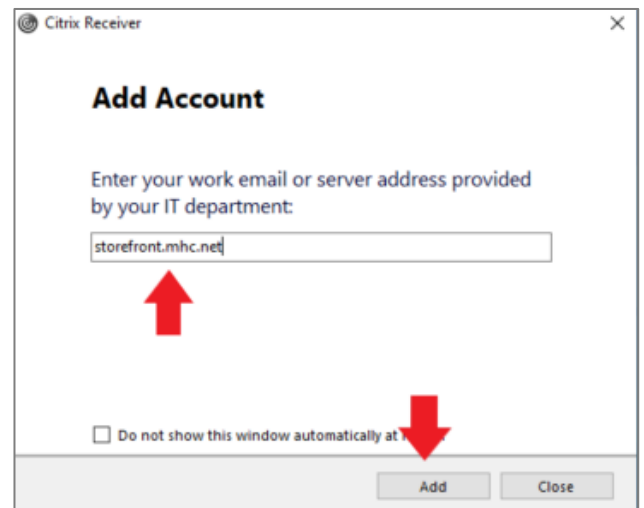 Citrix Receiver
Add Account
Enter your work email or server address provided
by your IT department:
storefront.mhc.net
Do not show this window automatically at
Add Close